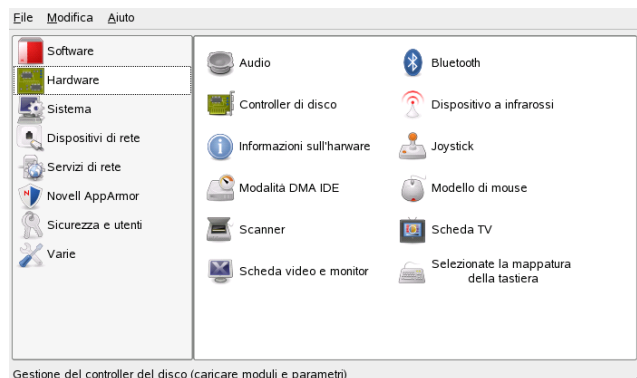 File Modifica Aiuto
Software
Hardware
Sistema
Dispositivi di rete
Servizi di rete
Novell AppArmor
Sicurezza e utenti
Varie
Audio
Bluetooth
Controller di disco
Dispositivo a infrarossi
Informazioni sull'harware
Joystick
Modalità DMA IDE
Modello di mouse
Scanner
Scheda TV
Scheda video e monitor
Selezionate la mappatura
della tastiera
Gestione del controller del disco (caricare moduli e parametri)